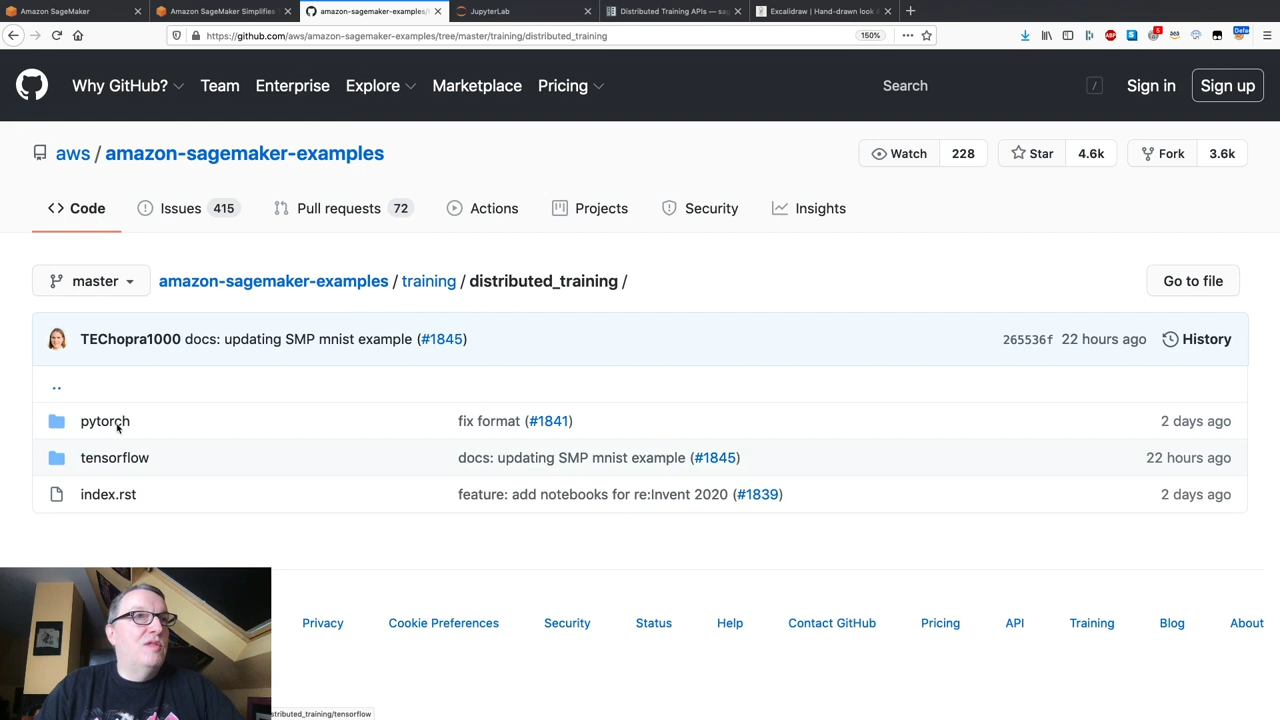 Amazon SageMaker
Amazon SageMaker Simplifies
amazon-sagemaker-examples/
JupyterLab
Distributed Training APIs — sag
Excalidraw | Hand-drawn look &
https://github.com/aws/amazon-sagemaker-examples/tree/master/training/distributed_training
150%
Why GitHub? Team Enterprise Explore Marketplace Pricing
Search
/
Sign in
Sign up
aws / amazon-sagemaker-examples
Watch 228
Star 4.6k
Fork 3.6k
Code
Issues 415
Pull requests 72
Actions
Projects
Security
Insights
master
amazon-sagemaker-examples / training / distributed_training /
Go to file
TEChopra1000 docs: updating SMP mnist example (#1845)
265536f 22 hours ago History
..
pytorch fix format (#1841) 2 days ago
tensorflow docs: updating SMP mnist example (#1845) 22 hours ago
index.rst feature: add notebooks for re:Invent 2020 (#1839) 2 days ago
Privacy Cookie Preferences Security Status Help Contact GitHub Pricing API Training Blog About
stributed_training/tensorflow